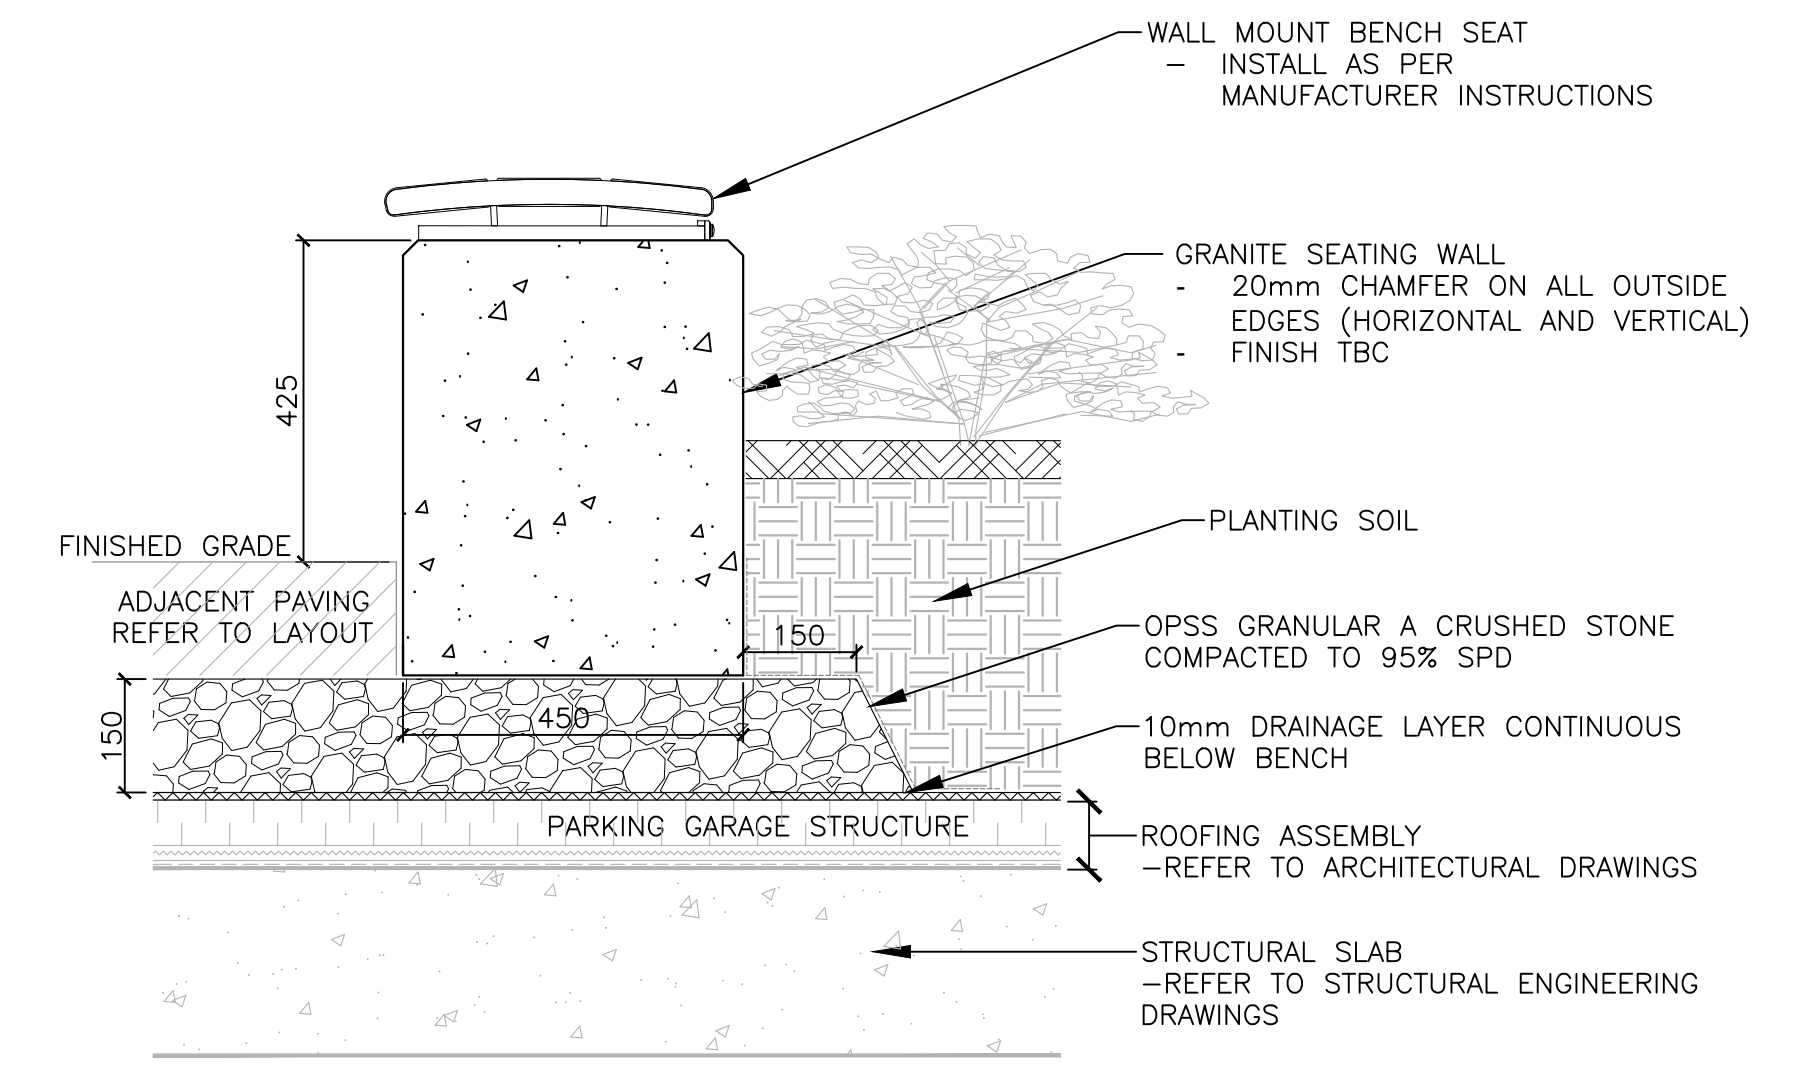 WALL MOUNT BENCH SEAT
- INSTALL AS PER
MANUFACTURER INSTRUCTIONS
GRANITE SEATING WALL
- 20mm CHAMFER ON ALL OUTSIDE
EDGES (HORIZONTAL AND VERTICAL)
- FINISH TBC
425
PLANTING SOIL
FINISHED GRADE
ADJACENT PAVING
REFER TO LAYOUT
150
OPSS GRANULAR A CRUSHED STONE
COMPACTED TO 95% SPD
450
150
10mm DRAINAGE LAYER CONTINUOUS
BELOW BENCH
PARKING GARAGE STRUCTURE
ROOFING ASSEMBLY
-REFER TO ARCHITECTURAL DRAWINGS
STRUCTURAL SLAB
-REFER TO STRUCTURAL ENGINEERING
DRAWINGS